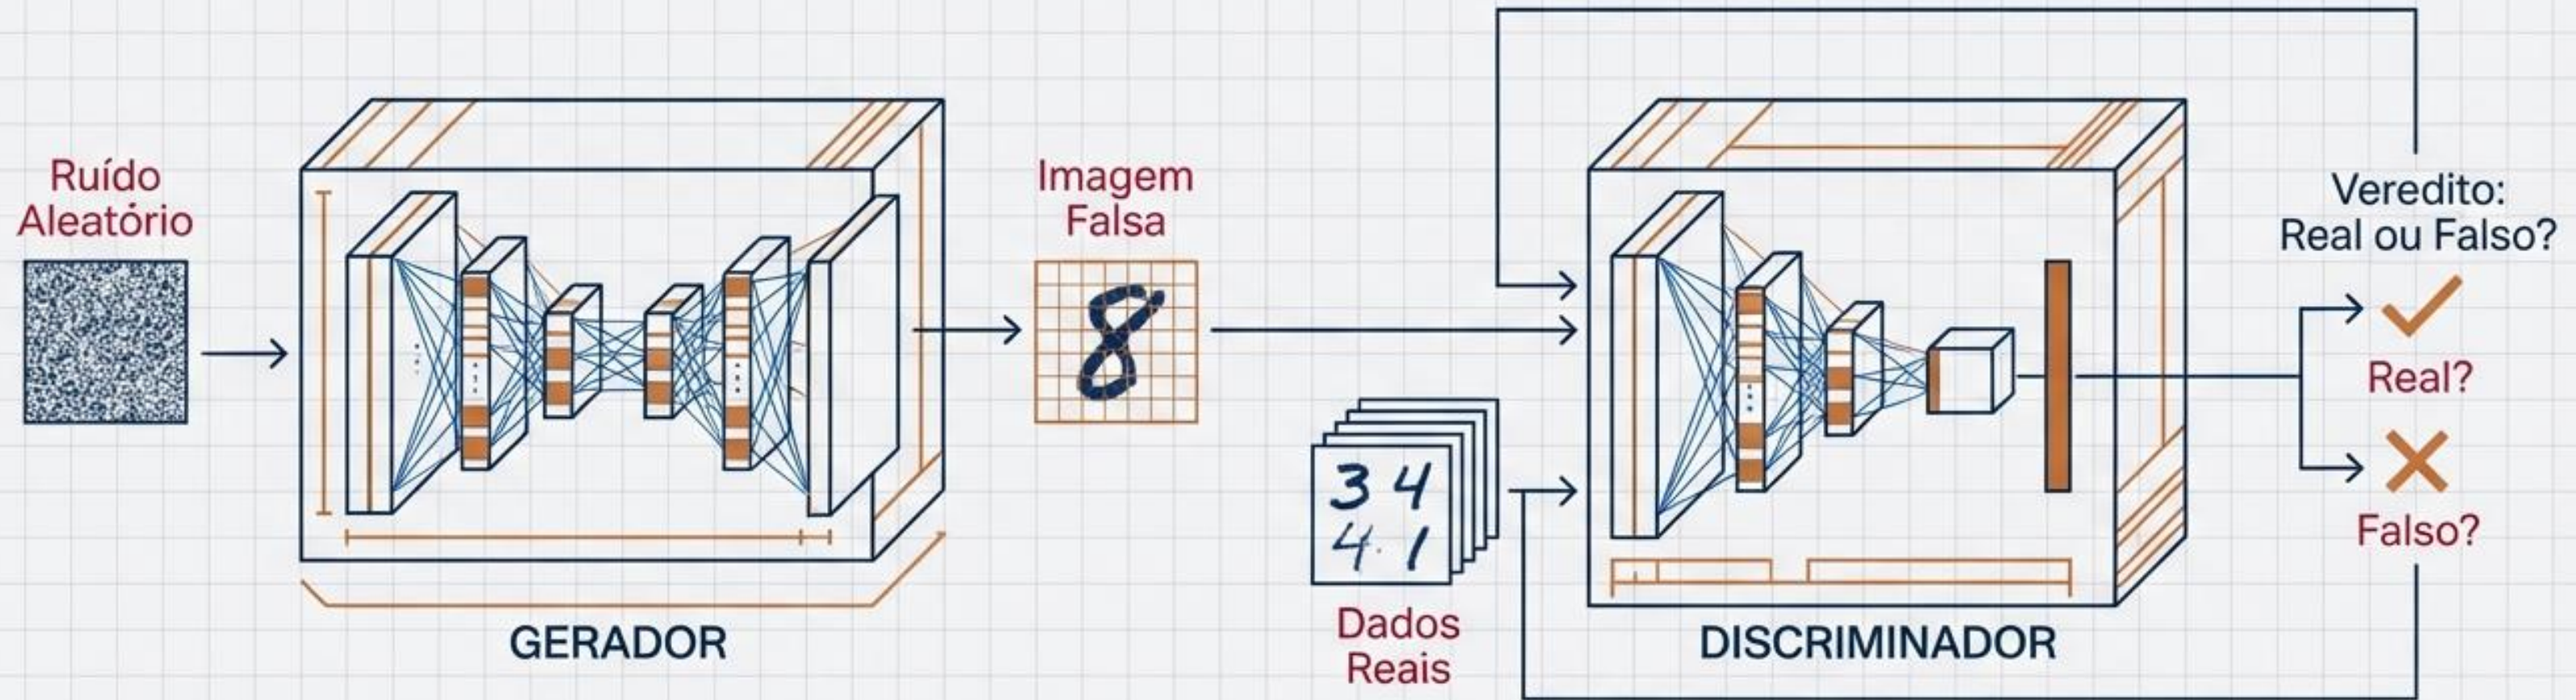 Ruído
Aleatório
GERADOR
Imagem
Falsa
8
3 4
4. 1
Dados
Reais
DISCRIMINADOR
Veredito:
Real ou Falso?
Real?
Falso?